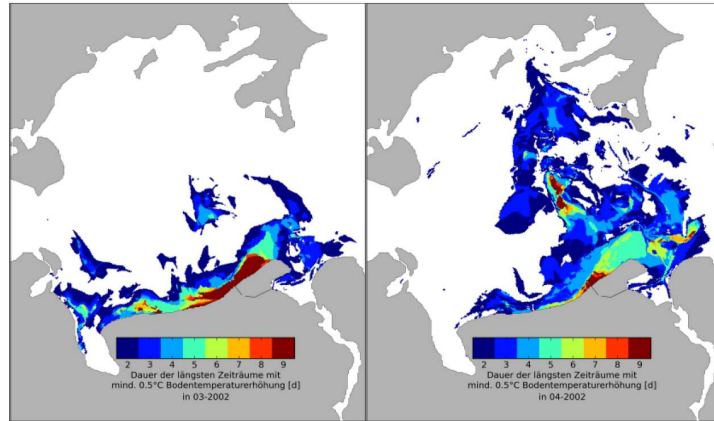 2 3 4 5 6 7 8 9
Dauer der längsten Zeiträume mit
mind. 0.5°C Bodentemperaturerhöhung [d]
in 03-2002
2 3 4 5 6 7 8 9
Dauer der längsten Zeiträume mit
mind. 0.5°C Bodentemperaturerhöhung [d]
in 04-2002